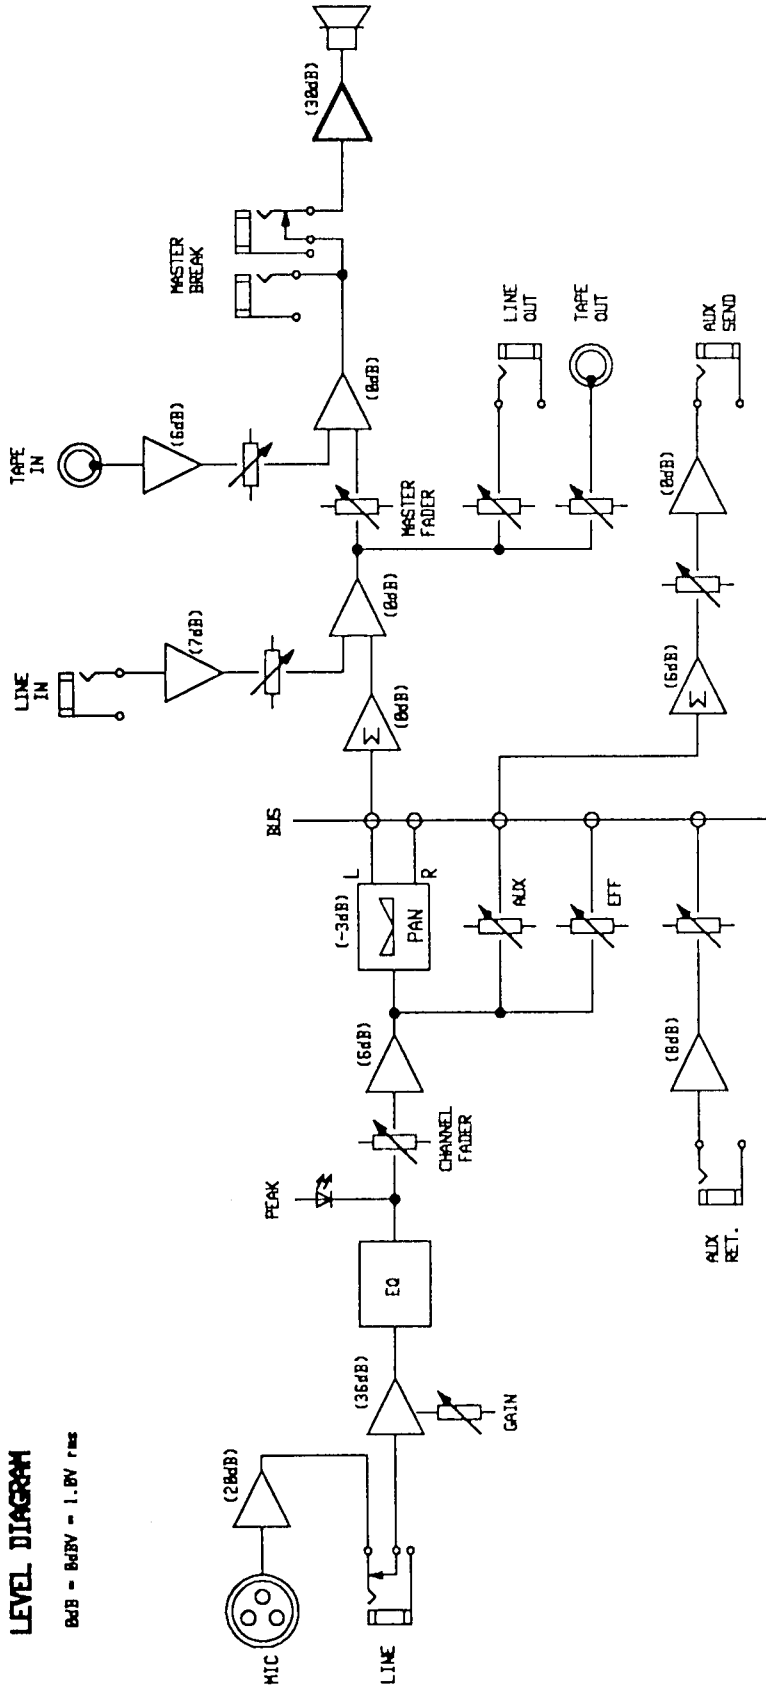 LEVEL DIAGRAM
0dB = 0dBV = 1.0V rms
LINE
IN
TAPE
IN
(7dB)
(6dB)
MIC
(20dB)
PEAK
BUS
MASTER
BREAK
(30dB)
LINE
(36dB)
GAIN
EQ
CHANNEL
FADER
(6dB)
(-3dB)
PAN
L
R
Σ
(0dB)
(0dB)
MASTER
FADER
(0dB)
AUX
EFF
LINE
OUT
TAPE
OUT
AUX
RET.
(8dB)
Σ
(6dB)
(0dB)
AUX
SEND